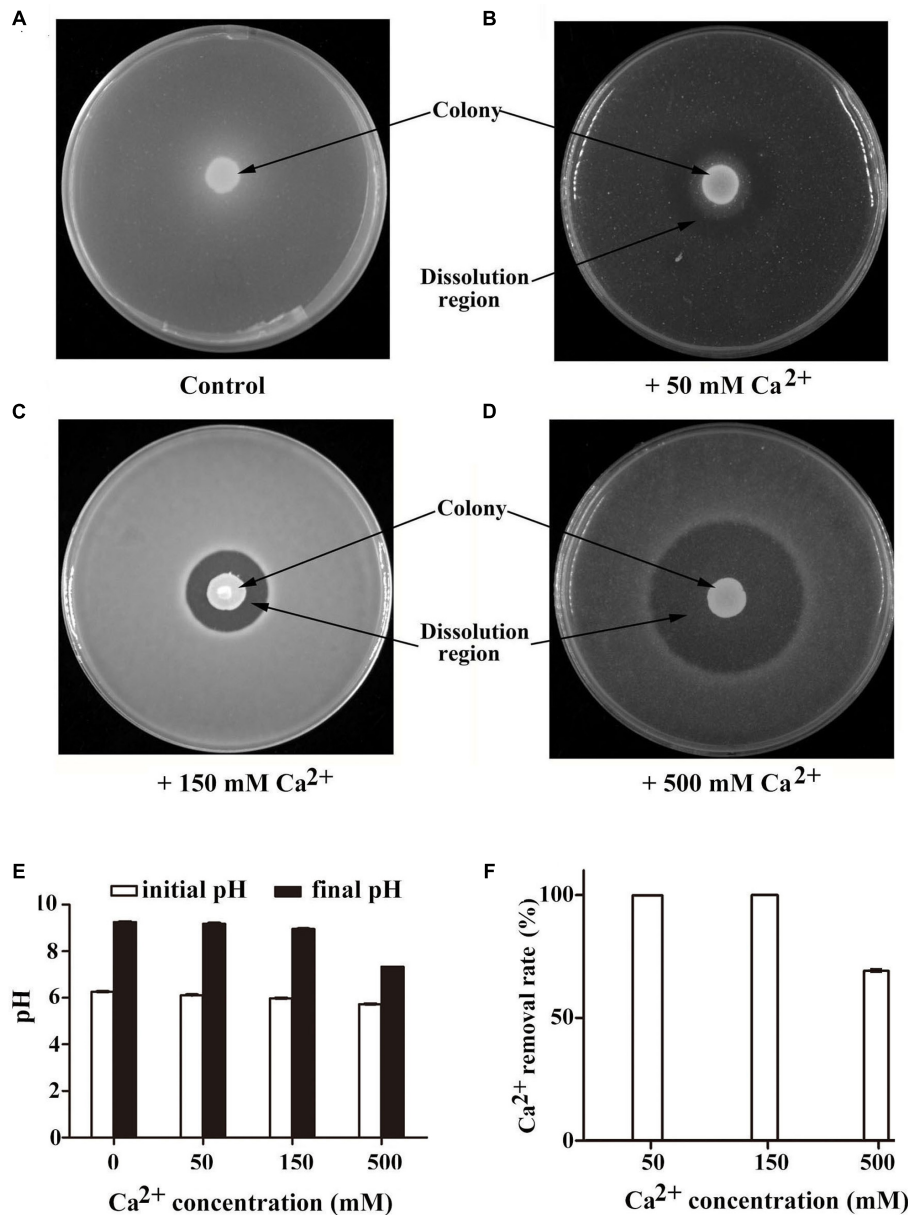 A
B
Colony
Dissolution
region
Control
+ 50 mM Ca2+
C
D
Colony
Dissolution
region
+ 150 mM Ca2+
+ 500 mM Ca2+
E
initial pH
final pH
10
8
6
4
2
0
pH
0
50
150
500
Ca2+ concentration (mM)
F
100
50
0
Ca2+ removal rate (%)
50
150
500
Ca2+ concentration (mM)